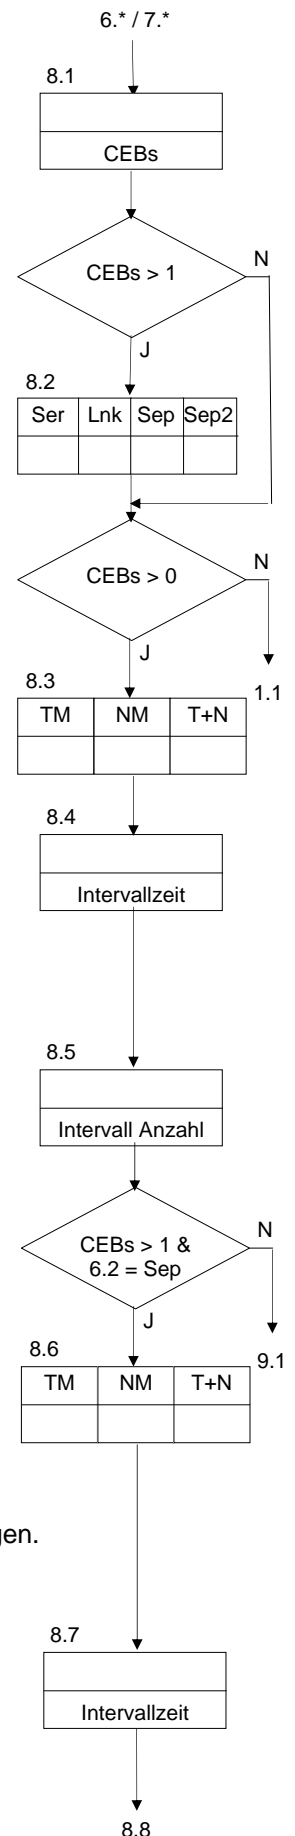 6.* / 7.*
8.1
CEBs
CEBs > 1
N
J
8.2
Ser Lnk Sep Sep2
CEBs > 0
N
J
8.3
1.1
TM NM T+N
8.4
Intervallzeit
8.5
Intervall Anzahl
CEBs > 1 &
6.2 = Sep
N
J
8.6
9.1
TM NM T+N
gen.
8.7
Intervallzeit
8.8